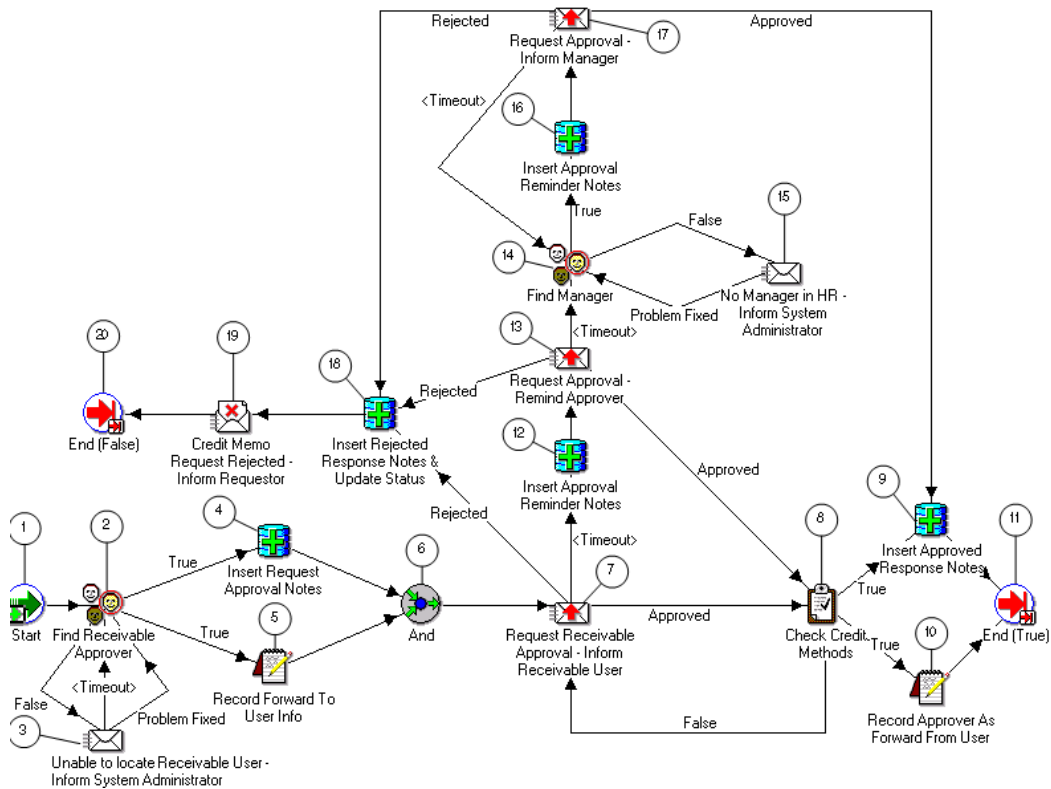 Rejected
Approved
17
Request Approval -
Inform Manager
<Timeout>
16
Insert Approval
Reminder Notes
True
False
15
14
Find Manager
No Manager in HR -
Inform System
Administrator
Problem Fixed
<Timeout>
13
Request Approval -
Remind Approver
Rejected
20
19
18
End (False)
Credit Memo
Request Rejected -
Inform Requestor
Insert Rejected
Response Notes &
Update Status
12
Insert Approval
Reminder Notes
Approved
Rejected
<Timeout>
1
2
4
True
Insert Request
Approval Notes
6
7
8
9
11
Insert Approved
Response Notes
True
Start
Find Receivable
Approver
True
5
And
Request Receivable
Approval - Inform
Receivable User
Approved
Check Credit
Methods
True
10
End (True)
Record Forward To
User Info
False
<Timeout>
Problem Fixed
3
Unable to locate Receivable User -
Inform System Administrator
False
Record Approver As
Forward From User